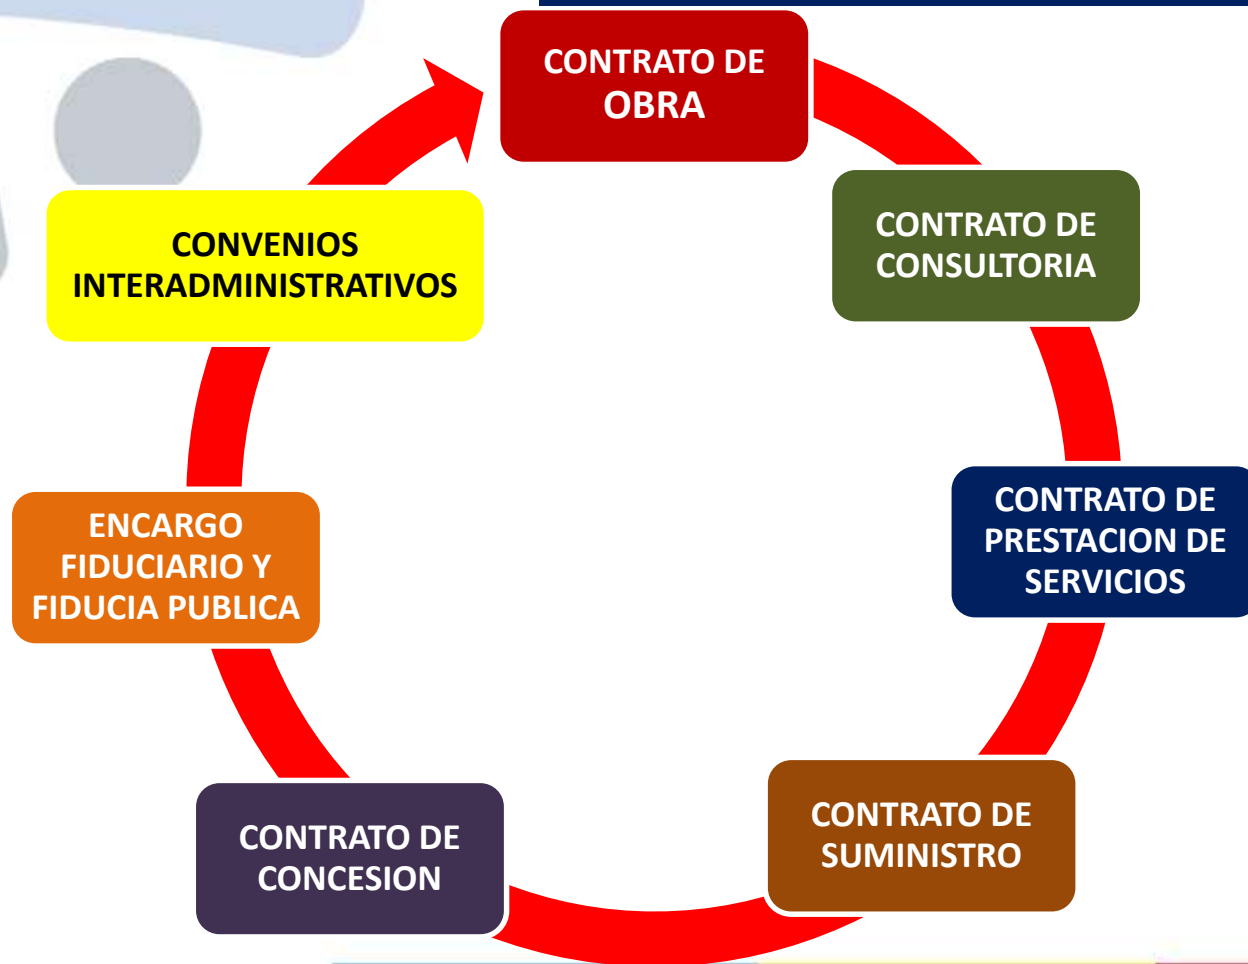 CONTRATO DE
OBRA
CONTRATO DE
CONSULTORIA
CONTRATO DE
PRESTACION DE
SERVICIOS
CONTRATO DE
SUMINISTRO
CONTRATO DE
CONCESION
ENCARGO
FIDUCIARIO Y
FIDUCIA PUBLICA
CONVENIOS
INTERADMINISTRATIVOS